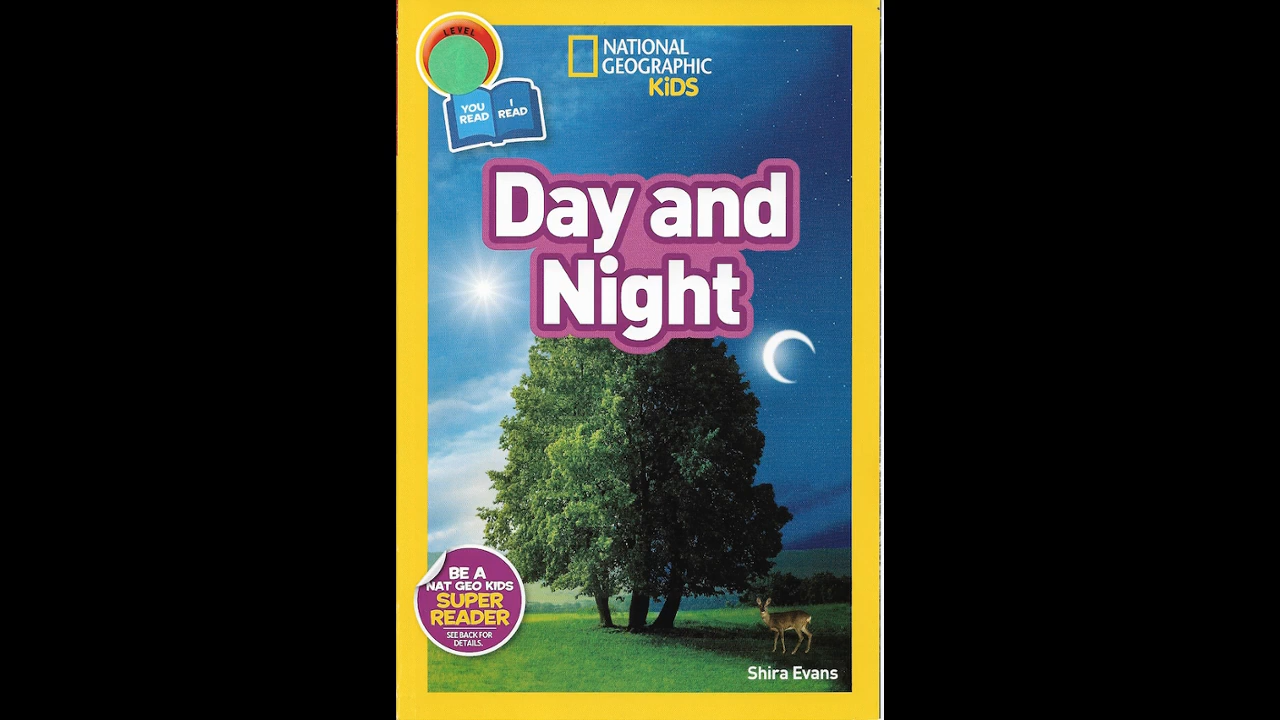 LEVEL
YOU
READ
I
READ
NATIONAL
GEOGRAPHIC
KiDS
Day and
Night
BE A
NAT GEO KIDS
SUPER
READER
SEE BACK FOR
DETAILS.
Shira Evans